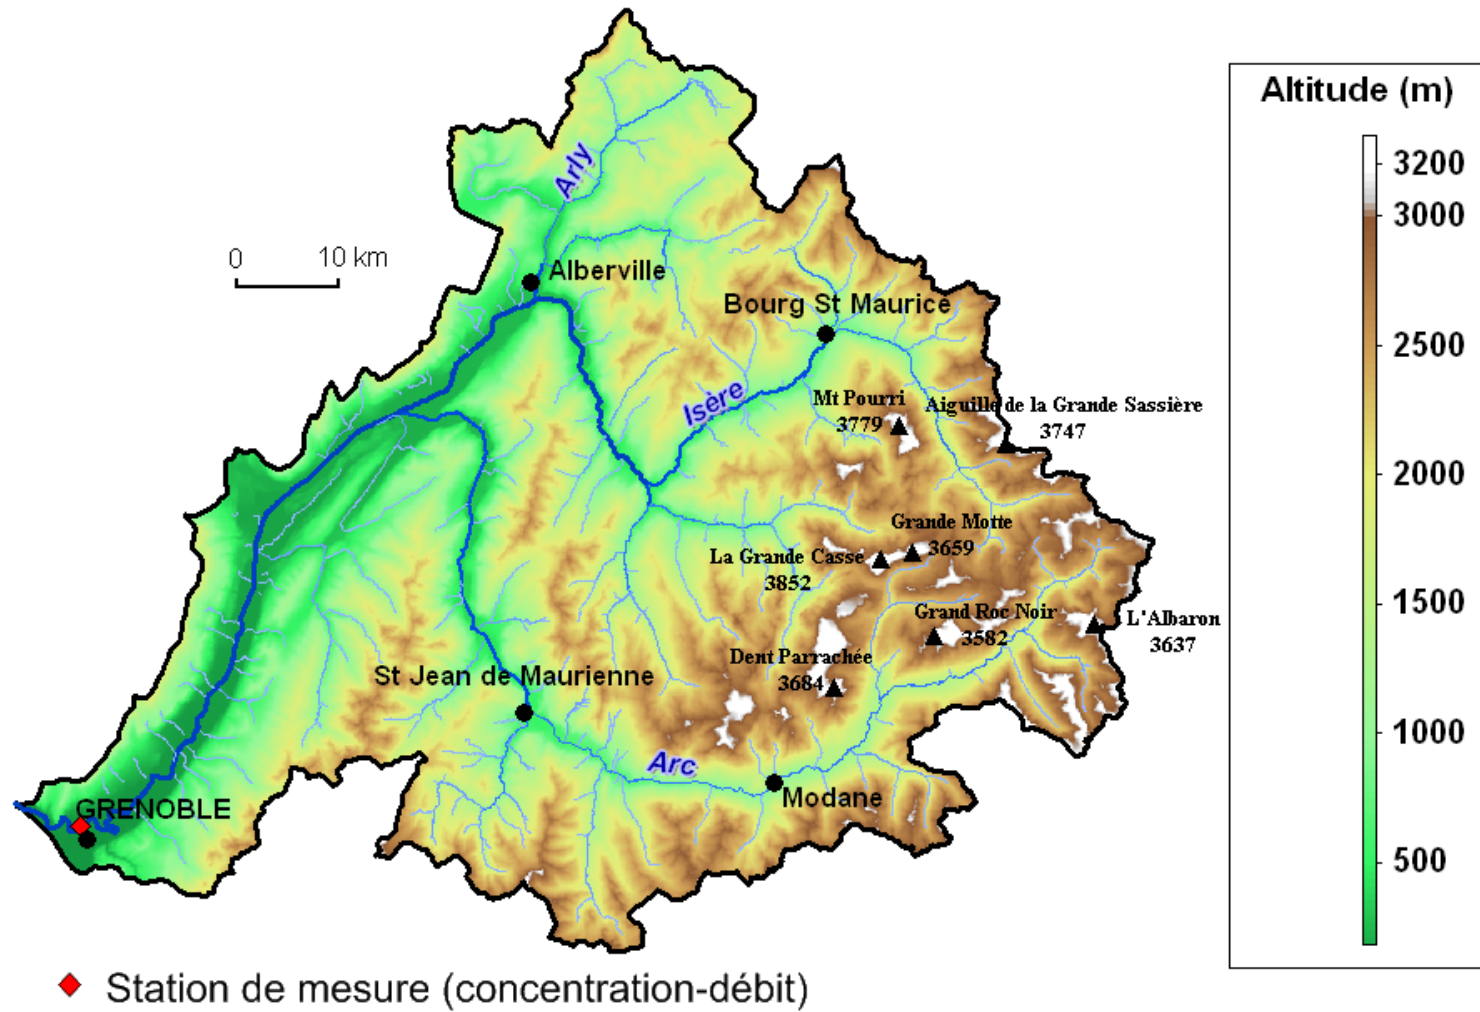 Altitude (m)
3200
3000
2500
2000
1500
1000
500
Arly
0 10 km
Alberville
Bourg St Maurice
Isère
Mt Pourri
3779
Aiguille de la Grande Sassière
3747
Grande Motte
3659
La Grande Casse
3852
Grand Roc Noir
3582
L'Albaron
3637
Dent Parrachée
3684
St Jean de Maurienne
Arc
Modane
GRENOBLE
Station de mesure (concentration-débit)